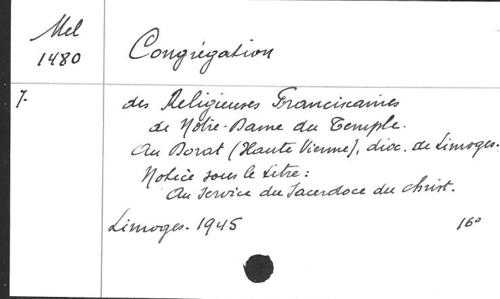 Mel
1480
Congrégation
7.
des Religieuses Franciscaines
de Notre-Dame du Temple.
Au Dorat (Haute Vienne), dioc. de Limoges.
Notice sous le titre:
Au service du Sacerdoce du Christ.
Limoges. 1945 16º